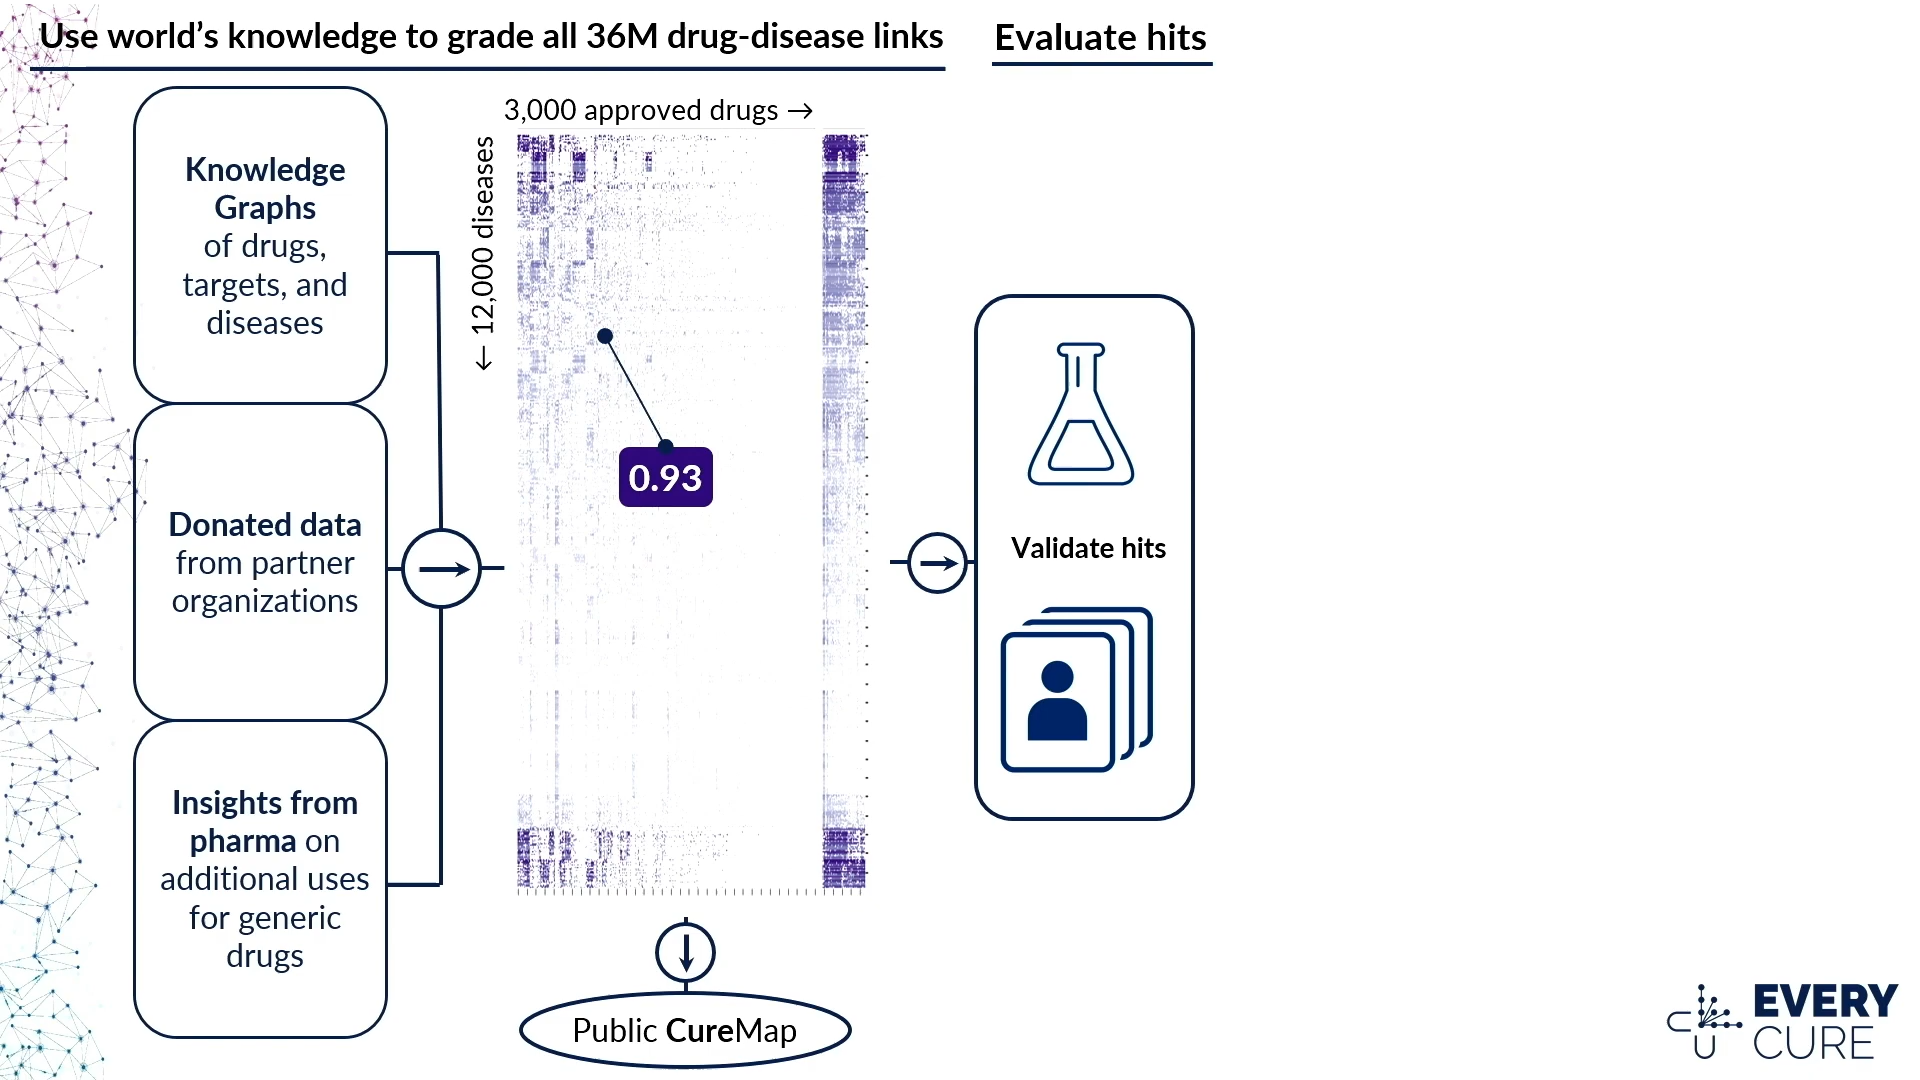 Use world's knowledge to grade all 36M drug-disease links
Evaluate hits
Knowledge
Graphs
of drugs,
targets, and
diseases
Donated data
from partner
organizations
Insights from
pharma on
additional uses
for generic
drugs
3,000 approved drugs →
← 12,000 diseases
0.93
Public CureMap
Validate hits
EVERY
CURE